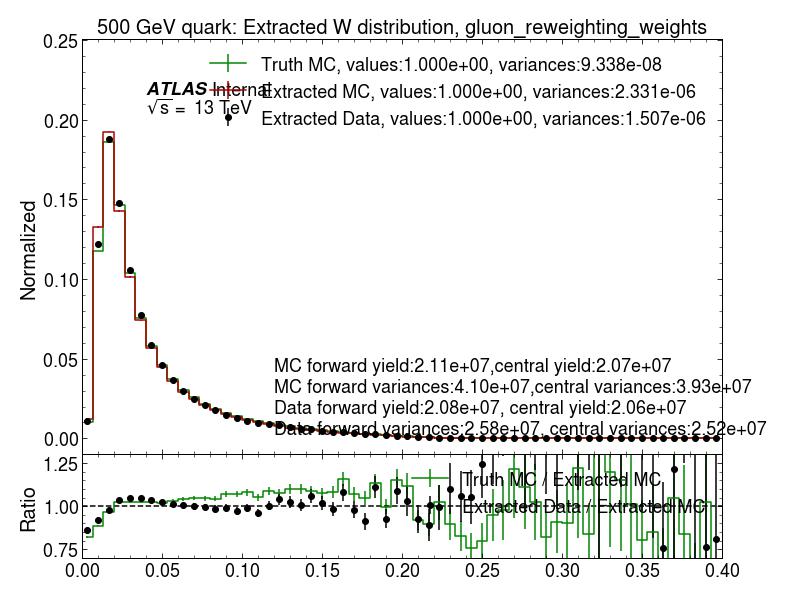 500 GeV quark: Extracted W distribution, gluon_reweighting_weights
0.25
Truth MC, values:1.000e+00, variances:9.338e-08
ATLAS Internal
Extracted MC, values:1.000e+00, variances:2.331e-06
√s = 13 TeV
Extracted Data, values:1.000e+00, variances:1.507e-06
0.20
0.15
Normalized
0.10
0.05
MC forward yield:2.11e+07,central yield:2.07e+07
MC forward variances:4.10e+07,central variances:3.93e+07
Data forward yield:2.08e+07, central yield:2.06e+07
Data forward variances:2.58e+07, central variances:2.52e+07
0.00
1.25
Truth MC / Extracted MC
1.00
Extracted Data / Extracted MC
Ratio
0.75
0.00 0.05 0.10 0.15 0.20 0.25 0.30 0.35 0.40